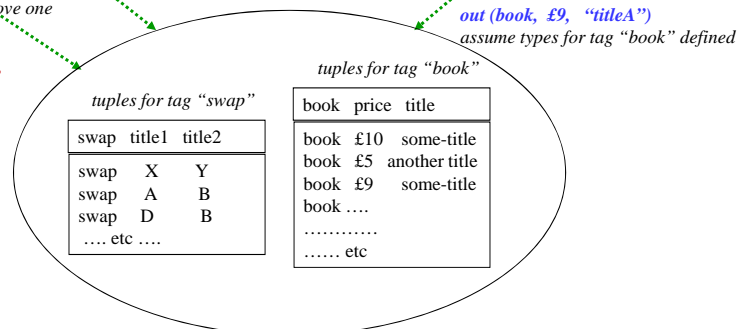 ove one
out (book, £9, “titleA”)
assume types for tag “book” defined
tuples for tag “swap”
swap title1 title2
swap X Y
swap A B
swap D B
…. etc ….
tuples for tag “book”
book price title
book £10 some-title
book £5 another title
book £9 some-title
book ….
…………
…… etc